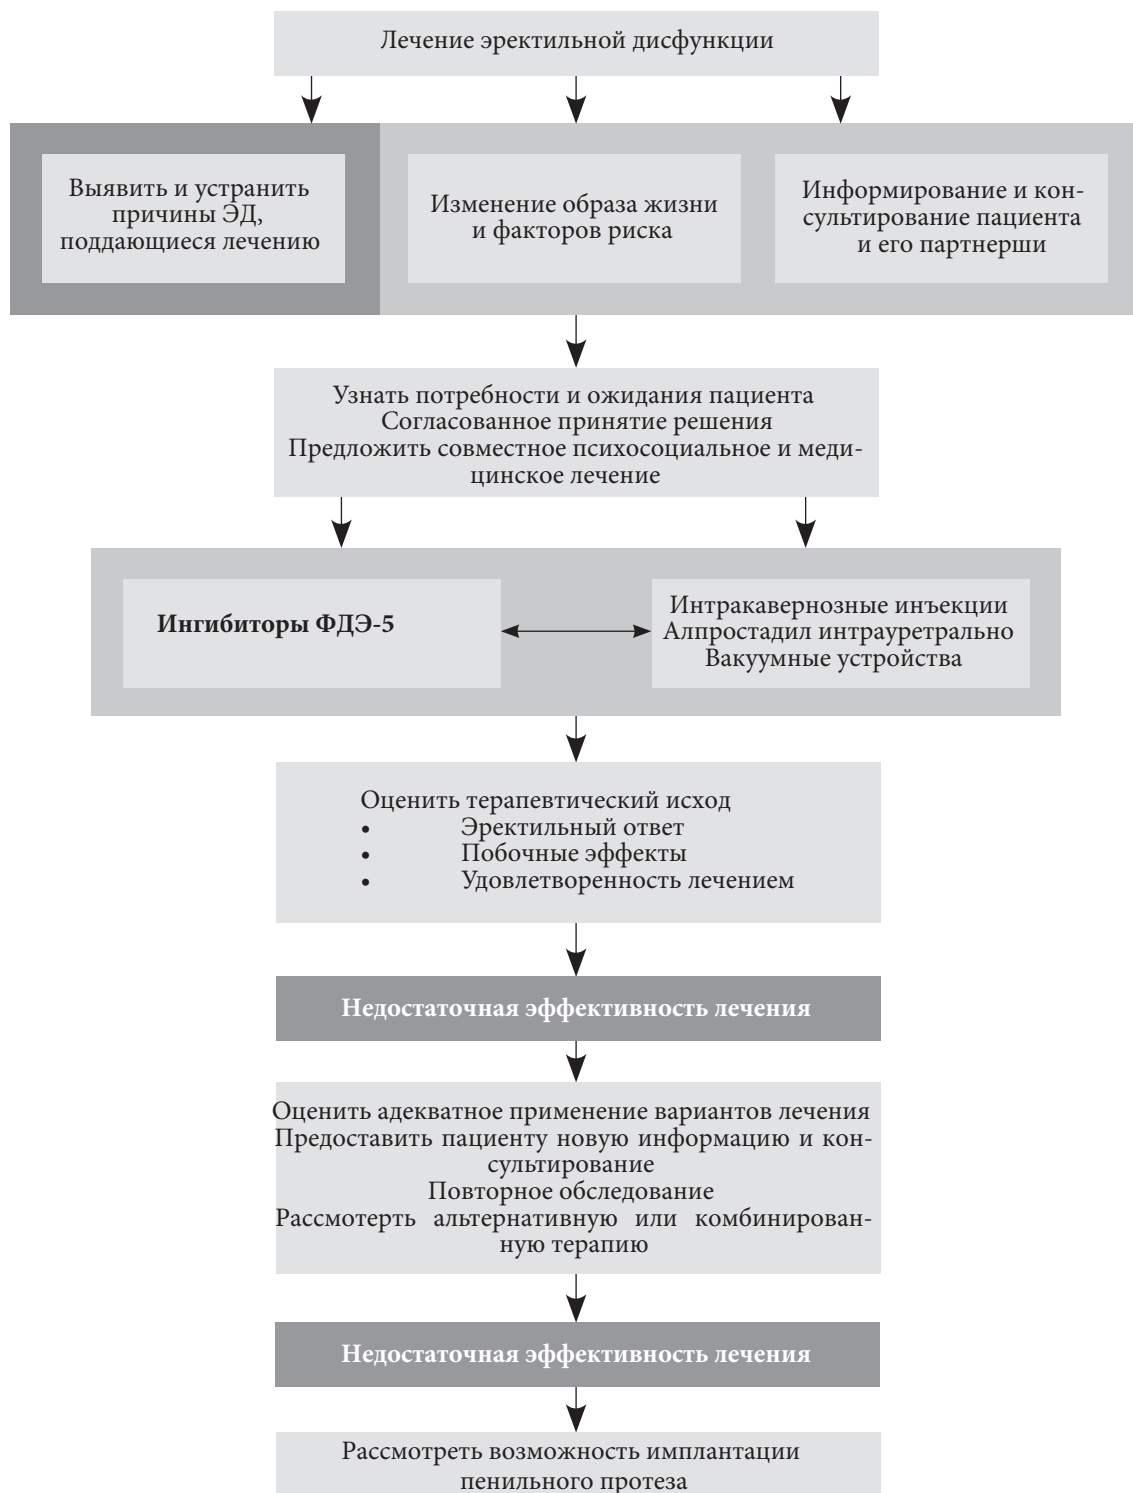 Лечение эректильной дисфункции
Выявить и устранить
причины ЭД,
поддающиеся лечению
Изменение образа жизни
и факторов риска
Информирование и кон-
сультирование пациента
и его партнерши
Узнать потребности и ожидания пациента
Согласованное принятие решения
Предложить совместное психосоциальное и меди-
цинское лечение
Ингибиторы ФДЭ-5
Интракавернозные инъекции
Алпростадил интрауретрально
Вакуумные устройства
Оценить терапевтический исход
• Эректильный ответ
• Побочные эффекты
• Удовлетворенность лечением
Недостаточная эффективность лечения
Оценить адекватное применение вариантов лечения
Предоставить пациенту новую информацию и кон-
сультирование
Повторное обследование
Рассмотерть альтернативную или комбинирован-
ную терапию
Недостаточная эффективность лечения
Рассмотреть возможность имплантации
пенильного протеза